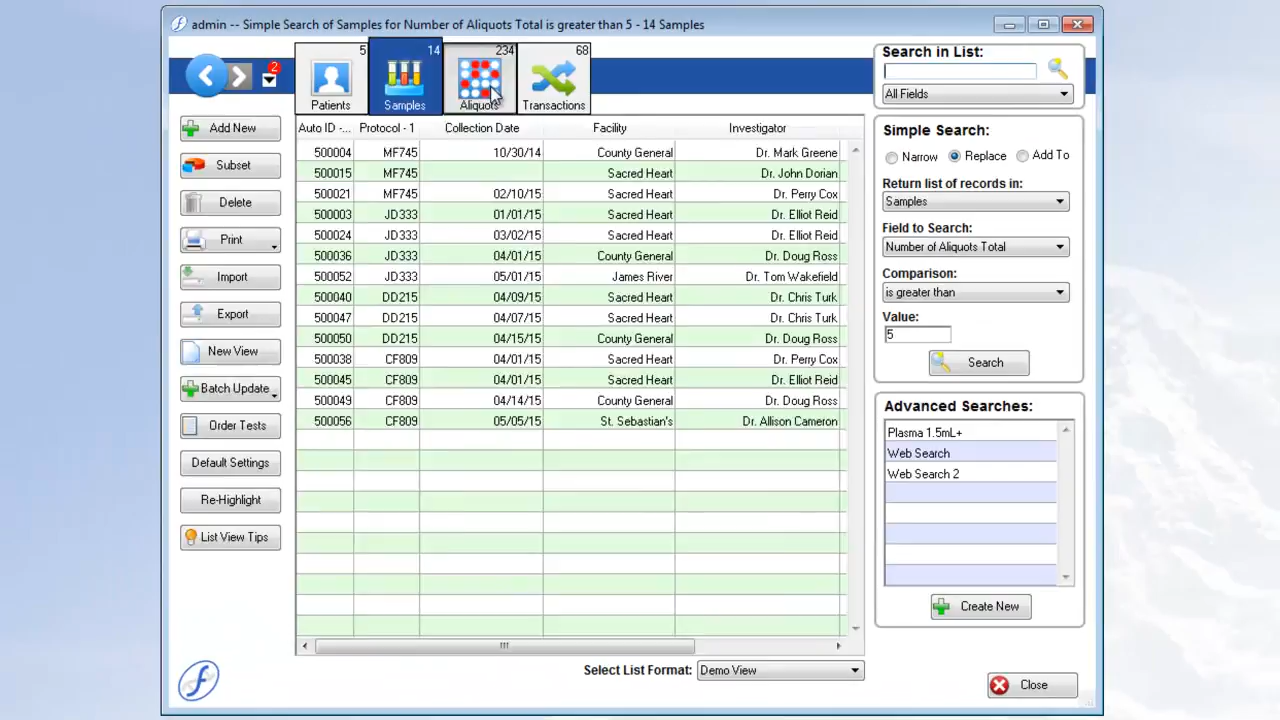 admin -- Simple Search of Samples for Number of Aliquots Total is greater than 5 - 14 Samples
2
5
Patients
14
Samples
234
Aliquots
68
Transactions
Search in List:
All Fields
Add New
Subset
Delete
Print
Import
Export
New View
Batch Update
Order Tests
Default Settings
Re-Highlight
List View Tips
Auto ID -... Protocol - 1 Collection Date Facility Investigator
500004 MF745 10/30/14 County General Dr. Mark Greene
500015 MF745 Sacred Heart Dr. John Dorian
500021 MF745 02/10/15 Sacred Heart Dr. Perry Cox
500003 JD333 01/01/15 Sacred Heart Dr. Elliot Reid
500024 JD333 03/02/15 Sacred Heart Dr. Elliot Reid
500036 JD333 04/01/15 County General Dr. Doug Ross
500052 JD333 05/01/15 James River Dr. Tom Wakefield
500040 DD215 04/09/15 Sacred Heart Dr. Chris Turk
500047 DD215 04/07/15 Sacred Heart Dr. Chris Turk
500050 DD215 04/15/15 County General Dr. Doug Ross
500038 CF809 04/01/15 Sacred Heart Dr. Perry Cox
500045 CF809 04/01/15 Sacred Heart Dr. Elliot Reid
500049 CF809 04/14/15 County General Dr. Doug Ross
500056 CF809 05/05/15 St. Sebastian's Dr. Allison Cameron
Simple Search:
Narrow Replace Add To
Return list of records in:
Samples
Field to Search:
Number of Aliquots Total
Comparison:
is greater than
Value:
5
Search
Advanced Searches:
Plasma 1.5mL+
Web Search
Web Search 2
Create New
Select List Format: Demo View
Close
f